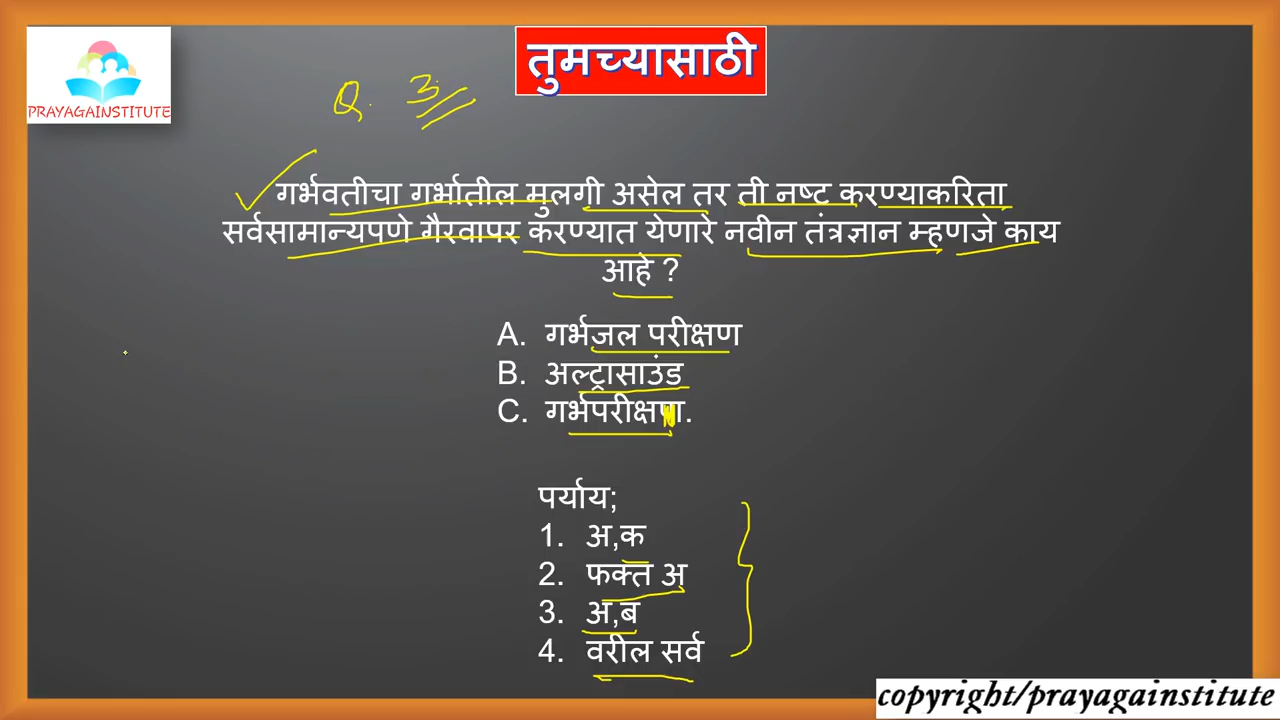 तुमच्यासाठी
PRAYAGAINSTITUTE
Q. 3
गर्भवतीचा गर्भातील मुलगी असेल तर ती नष्ट करण्याकरिता
सर्वसामान्यपणे गैरवापर करण्यात येणारे नवीन तंत्रज्ञान म्हणजे काय
आहे ?
A. गर्भजल परीक्षण
B. अल्ट्रासाउंड
C. गर्भपरीक्षण.
पर्याय;
1. अ,क
2. फक्त अ
3. अ,ब
4. वरील सर्व
copyright/prayagainstitute